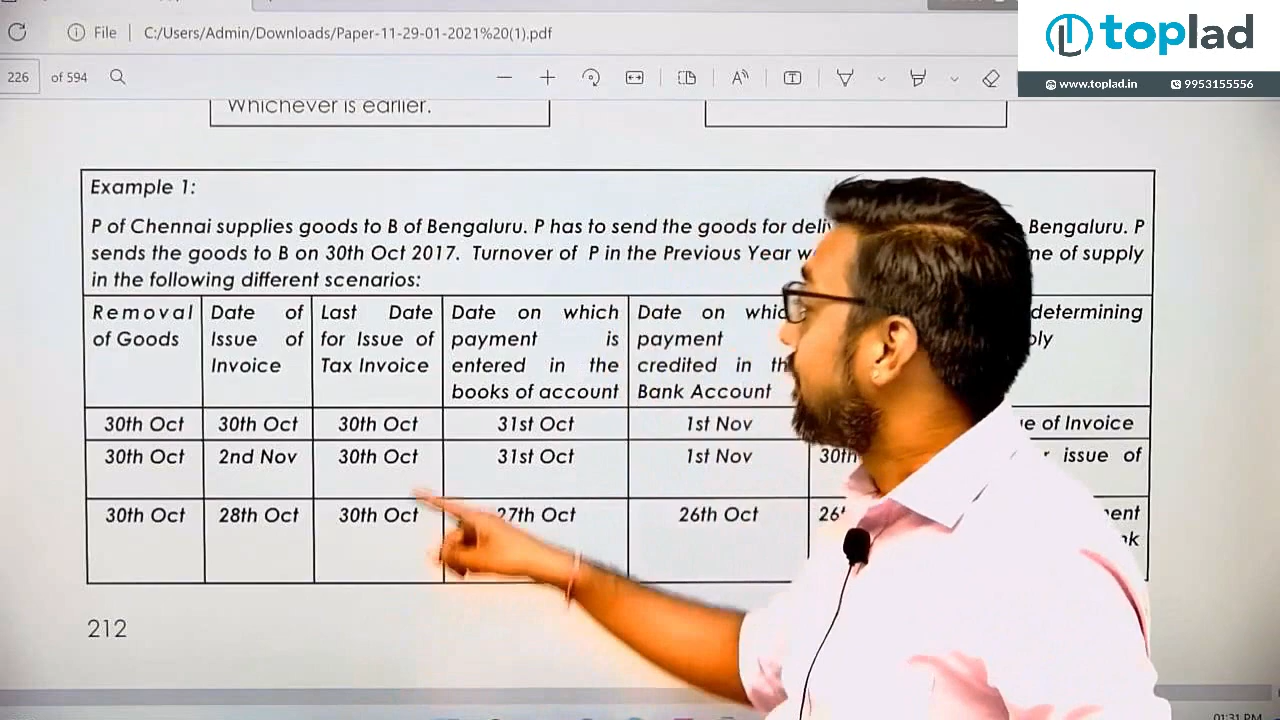 File C:/Users/Admin/Downloads/Paper-11-29-01-2021%20(1).pdf
toplad
www.toplad.in 9953155556
226 of 594
Whichever is earlier.
Example 1:
P of Chennai supplies goods to B of Bengaluru. P has to send the goods for Bengaluru. P
sends the goods to B on 30th Oct 2017. Turnover of P in the Previous Year of supply
in the following different scenarios:
Removal of Goods
Date of Issue of Invoice
Last Date for Issue of Tax Invoice
Date on which payment is entered in the books of account
Date on payment credited in Bank Account
determining
30th Oct 30th Oct 30th Oct 31st Oct 1st Nov of Invoice
30th Oct 2nd Nov 30th Oct 31st Oct 1st Nov 30th issue of
30th Oct 28th Oct 30th Oct 27th Oct 26th Oct
212
01:31 PM